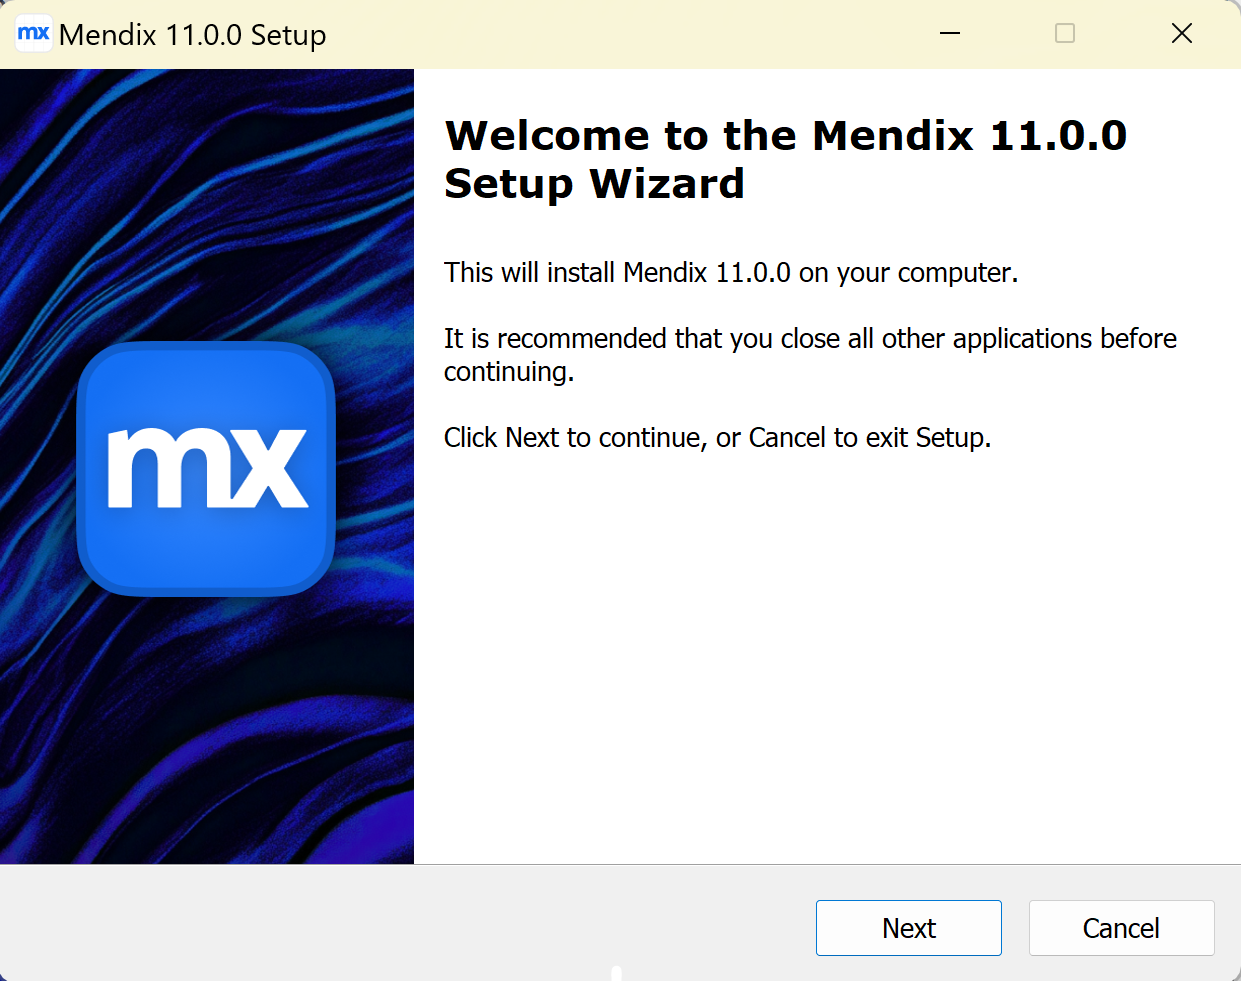 mx Mendix 11.0.0 Setup
Welcome to the Mendix 11.0.0
Setup Wizard
This will install Mendix 11.0.0 on your computer.
It is recommended that you close all other applications before
continuing.
Click Next to continue, or Cancel to exit Setup.
mx
Next Cancel